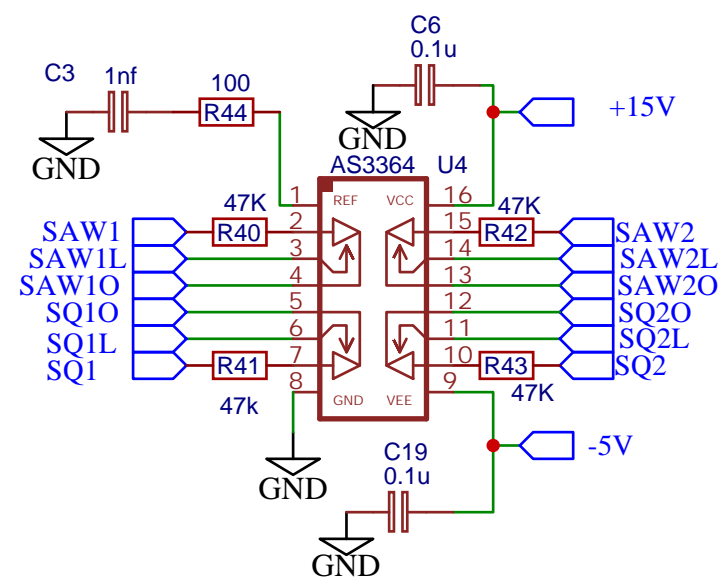 C6
0.1u
C3 1nf 100
R44
+15V
GND
GND
AS3364 U4
1 REF VCC 16
47K 47K
SAW1 R40 2 15 R42 SAW2
SAW1L 3 14 SAW2L
SAW1O 4 13 SAW2O
SQ1O 5 12 SQ2O
SQ1L 6 11 SQ2L
SQ1 R41 7 10 R43 SQ2
8 GND VEE 9
47k 47K
C19
0.1u
-5V
GND
GND